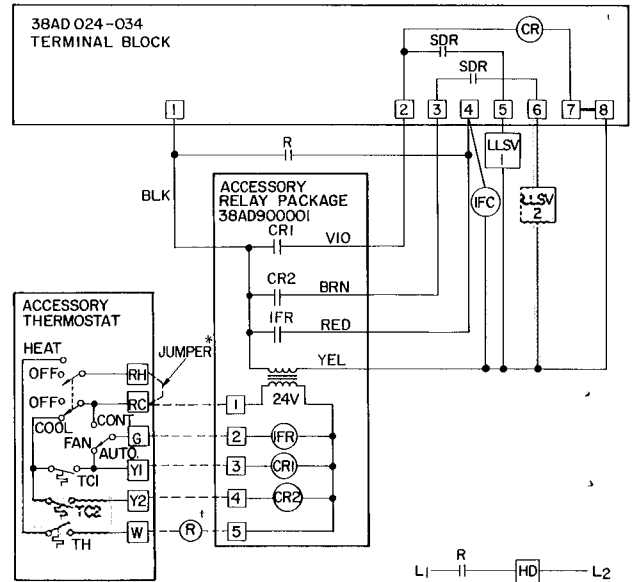 38AD 024-034
TERMINAL BLOCK
CR
SDR
SDR
1 2 3 4 5 6 7 8
R
LLSV
1
BLK
ACCESSORY
RELAY PACKAGE
38AD900001
IFC
LLSV
2
CR1
VIO
CR2
BRN
IFR
RED
YEL
ACCESSORY
THERMOSTAT
HEAT
JUMPER*
OFF
RH
OFF
RC
1
24V
COOL
CONT
G
2
IFR
FAN
AUTO.
Y1
3
CR1
TC1
Y2
4
CR2
TC2
W
R†
5
TH
L1
R
HD
L2